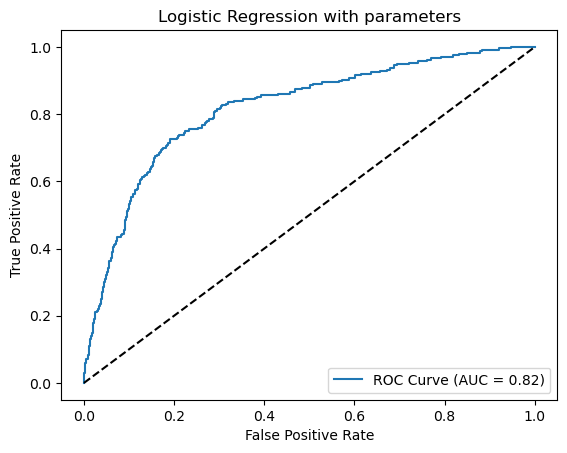 Logistic Regression with parameters
True Positive Rate
1.0
0.8
0.6
0.4
0.2
0.0
ROC Curve (AUC = 0.82)
0.0 0.2 0.4 0.6 0.8 1.0
False Positive Rate